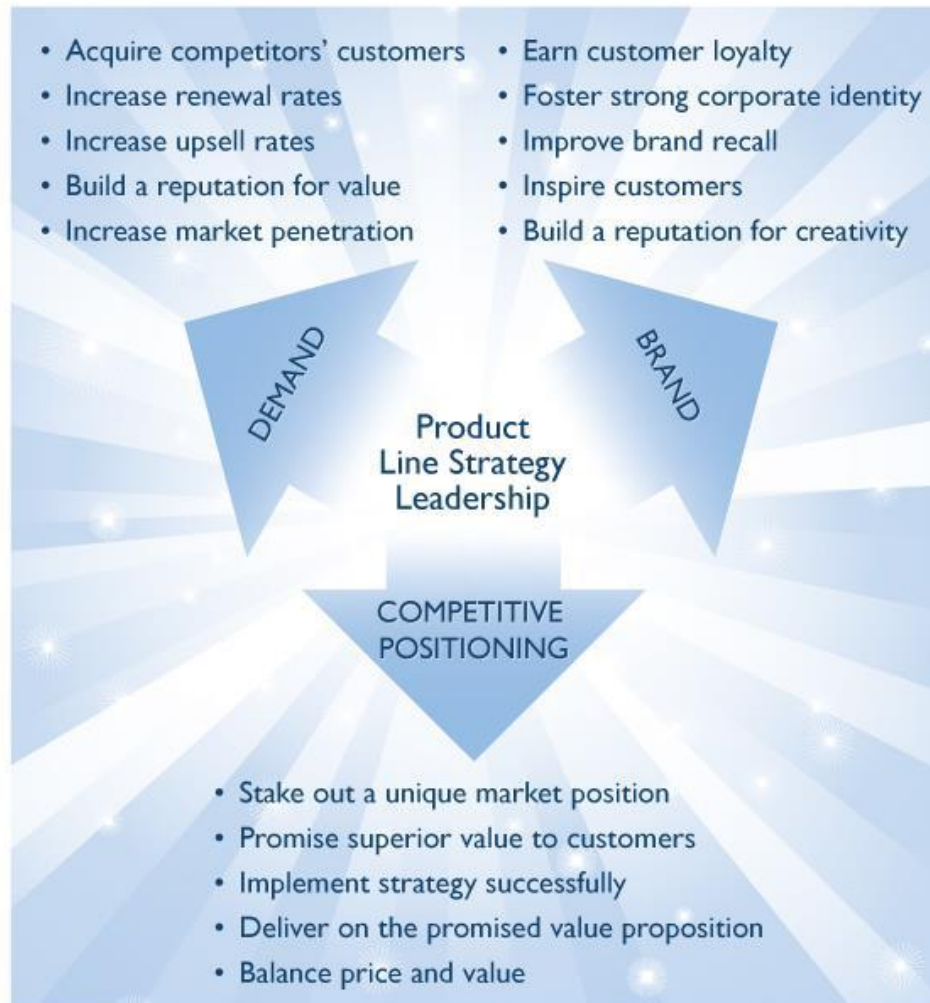 • Acquire competitors’ customers
• Increase renewal rates
• Increase upsell rates
• Build a reputation for value
• Increase market penetration
• Earn customer loyalty
• Foster strong corporate identity
• Improve brand recall
• Inspire customers
• Build a reputation for creativity
DEMAND
BRAND
Product
Line Strategy
Leadership
COMPETITIVE
POSITIONING
• Stake out a unique market position
• Promise superior value to customers
• Implement strategy successfully
• Deliver on the promised value proposition
• Balance price and value